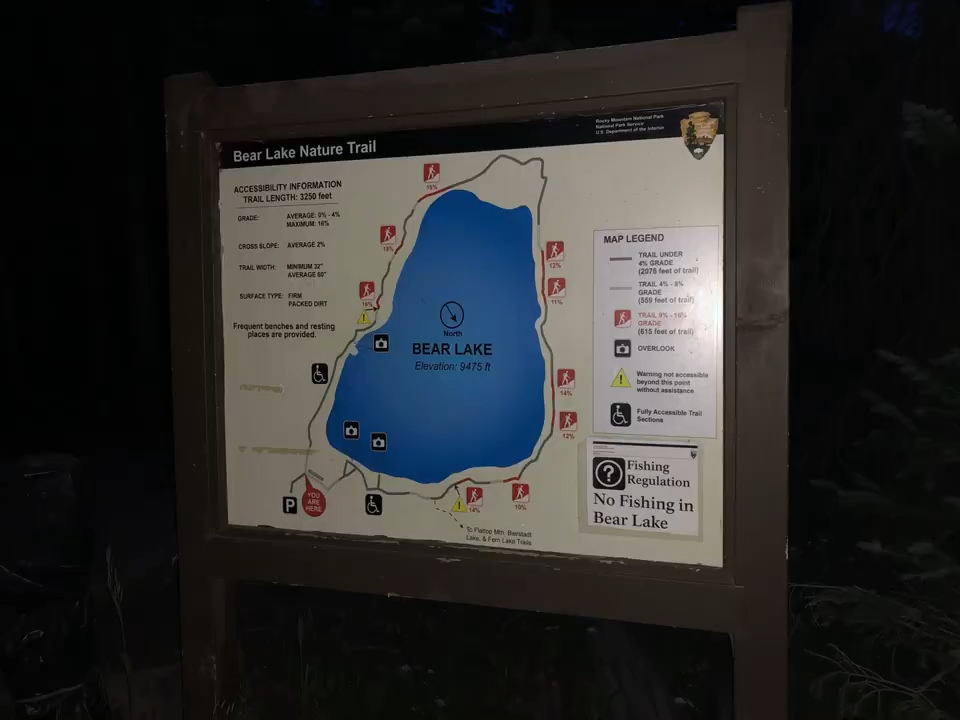 Rocky Mountain National Park
National Park Service
U.S. Department of the Interior
Bear Lake Nature Trail
ACCESSIBILITY INFORMATION
TRAIL LENGTH: 3250 feet
GRADE: AVERAGE: 0% - 4%
MAXIMUM: 16%
CROSS SLOPE: AVERAGE 2%
TRAIL WIDTH: MINIMUM 32"
AVERAGE 60"
SURFACE TYPE: FIRM
PACKED DIRT
Frequent benches and resting
places are provided.
16%
15%
16%
12%
11%
14%
12%
North
BEAR LAKE
Elevation: 9475 ft
P
YOU
ARE
HERE
14%
10%
To Flattop Mtn, Bierstadt
Lake, & Fern Lake Trails
MAP LEGEND
TRAIL UNDER
4% GRADE
(2076 feet of trail)
TRAIL 4% - 8%
GRADE
(559 feet of trail)
TRAIL 9% - 16%
GRADE
(615 feet of trail)
OVERLOOK
Warning not accessible
beyond this point
without assistance
Fully Accessible Trail
Sections
?
Fishing
Regulation
No Fishing in
Bear Lake